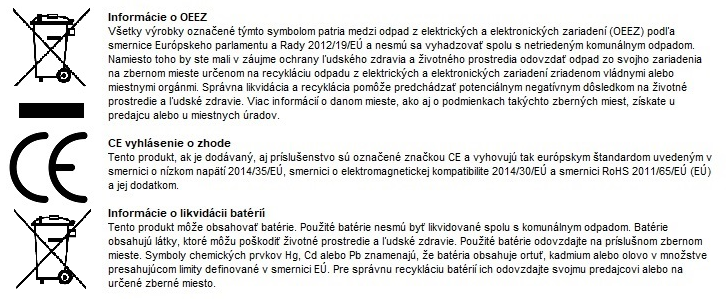 Informácie o OEEZ
Všetky výrobky označené týmto symbolom patria medzi odpad z elektrických a elektronických zariadení (OEEZ) podľa
smernice Európskeho parlamentu a Rady 2012/19/EÚ a nesmú sa vyhadzovať spolu s netriedeným komunálnym odpadom.
Namiesto toho by ste mali v záujme ochrany ľudského zdravia a životného prostredia odovzdať odpad zo svojho zariadenia
na zbernom mieste určenom na recykláciu odpadu z elektrických a elektronických zariadení zriadenom vládnymi alebo
miestnymi orgánmi. Správna likvidácia a recyklácia pomôže predchádzať potenciálnym negatívnym dôsledkom na životné
prostredie a ľudské zdravie. Viac informácií o danom mieste, ako aj o podmienkach takýchto zberných miest, získate u
predajcu alebo u miestnych úradov.
CE
CE vyhlásenie o zhode
Tento produkt, ak je dodávaný, aj príslušenstvo sú označené značkou CE a vyhovujú tak európskym štandardom uvedeným v
smernici o nízkom napätí 2014/35/EÚ, smernici o elektromagnetickej kompatibilite 2014/30/EÚ a smernici RoHS 2011/65/EÚ (EÚ)
a jej dodatkom.
Informácie o likvidácii batérií
Tento produkt môže obsahovať batérie. Použité batérie nesmú byť likvidované spolu s komunálnym odpadom. Batérie
obsahujú látky, ktoré môžu poškodiť životné prostredie a ľudské zdravie. Použité batérie odovzdajte na príslušnom zbernom
mieste. Symboly chemických prvkov Hg, Cd alebo Pb znamenajú, že batéria obsahuje ortuť, kadmium alebo olovo v množstve
presahujúcom limity definované v smernici EÚ. Pre správnu recykláciu batérií ich odovzdajte svojmu predajcovi alebo na
určené zberné miesto.